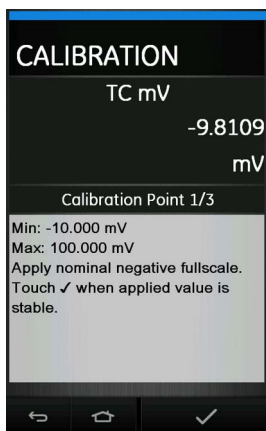 CALIBRATION
TC mV
-9.8109
mV
Calibration Point 1/3
Min: -10.000 mV
Max: 100.000 mV
Apply nominal negative fullscale.
Touch ✓ when applied value is
stable.